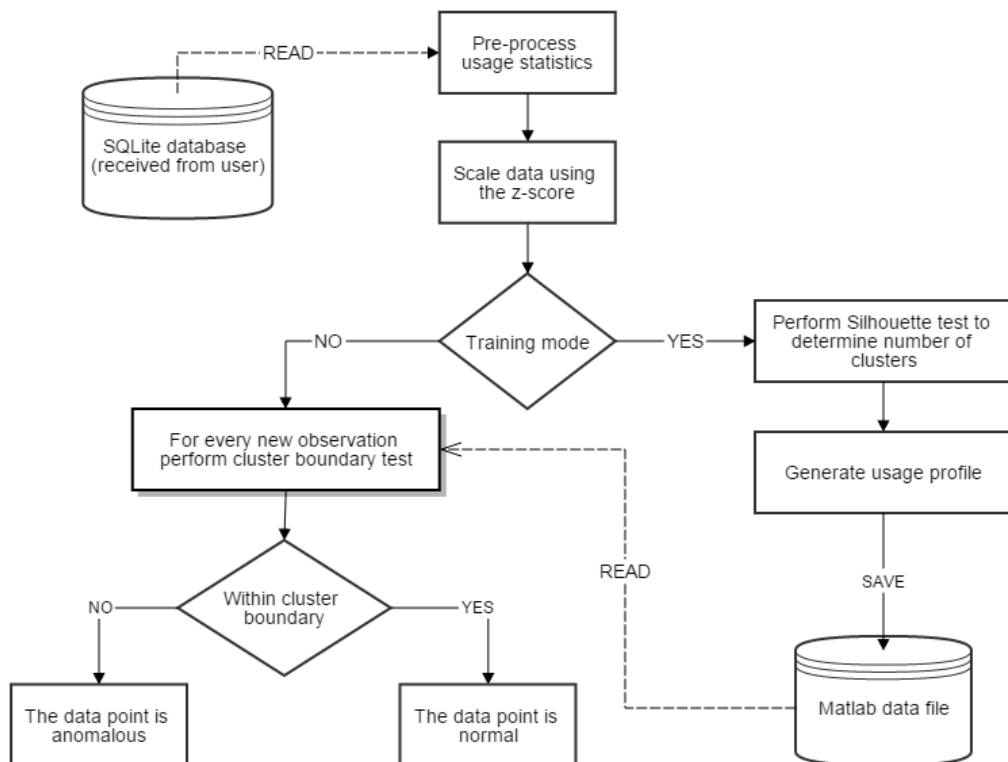 READ
Pre-process
usage statistics
SQLite database
(received from user)
Scale data using
the z-score
Training mode
NO
YES
Perform Silhouette test to
determine number of
clusters
For every new observation
perform cluster boundary test
Generate usage profile
READ
SAVE
Within cluster
boundary
NO
YES
The data point is
anomalous
The data point is
normal
Matlab data file